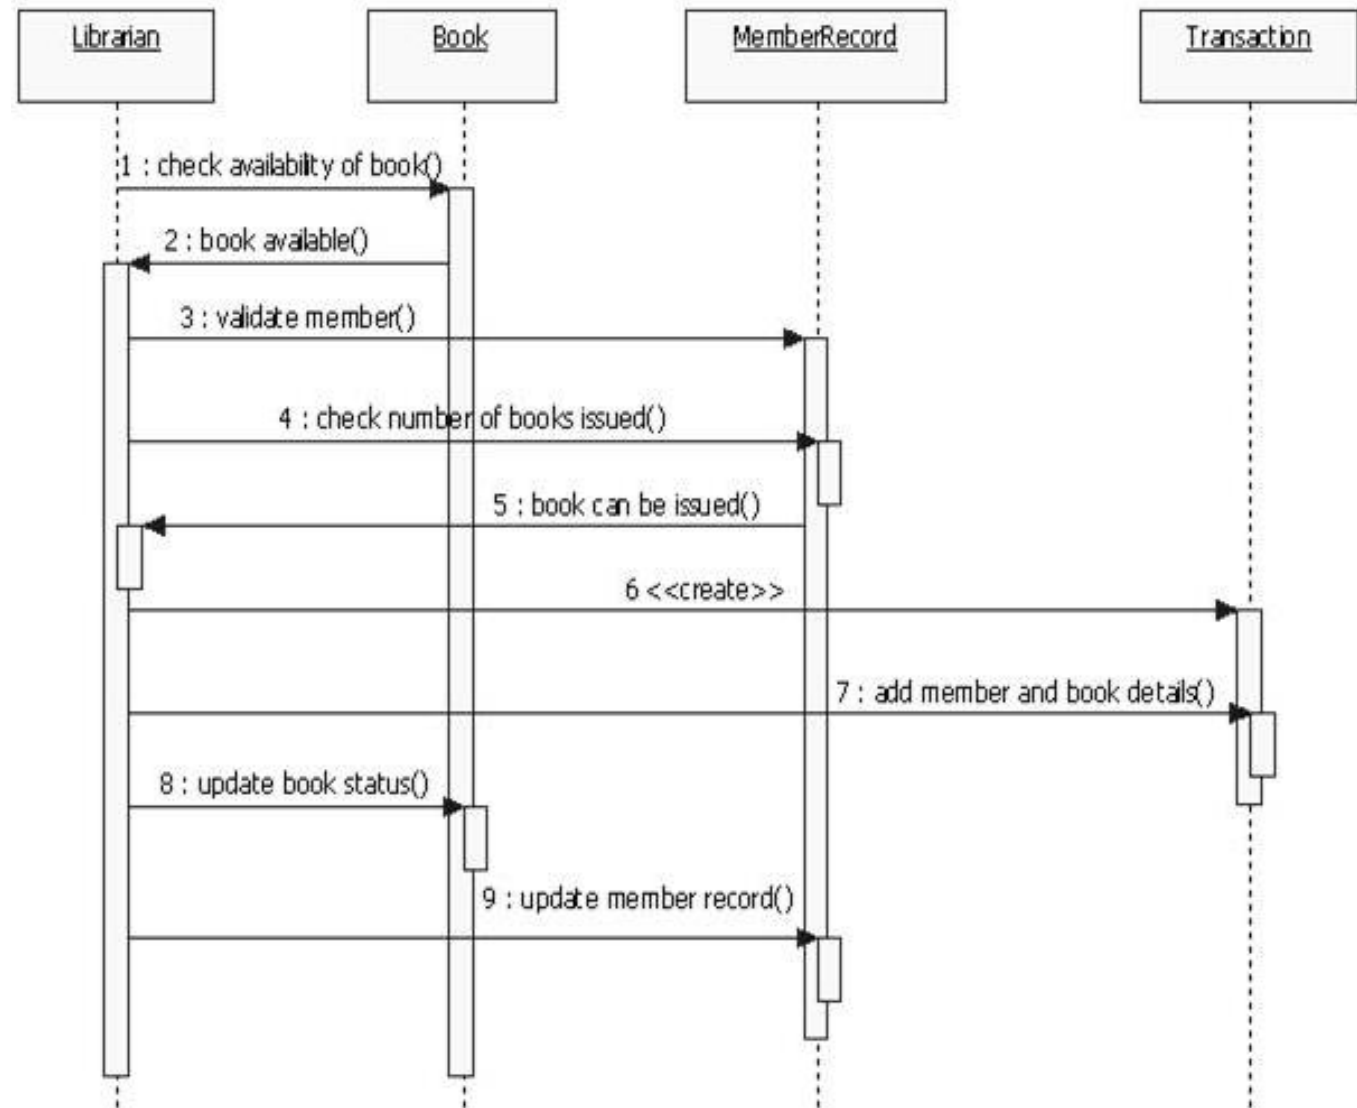 Librarian
Book
MemberRecord
Transaction
1 : check availability of book()
2 : book available()
3 : validate member()
4 : check number of books issued()
5 : book can be issued()
6 <<create>>
7 : add member and book details()
8 : update book status()
9 : update member record()